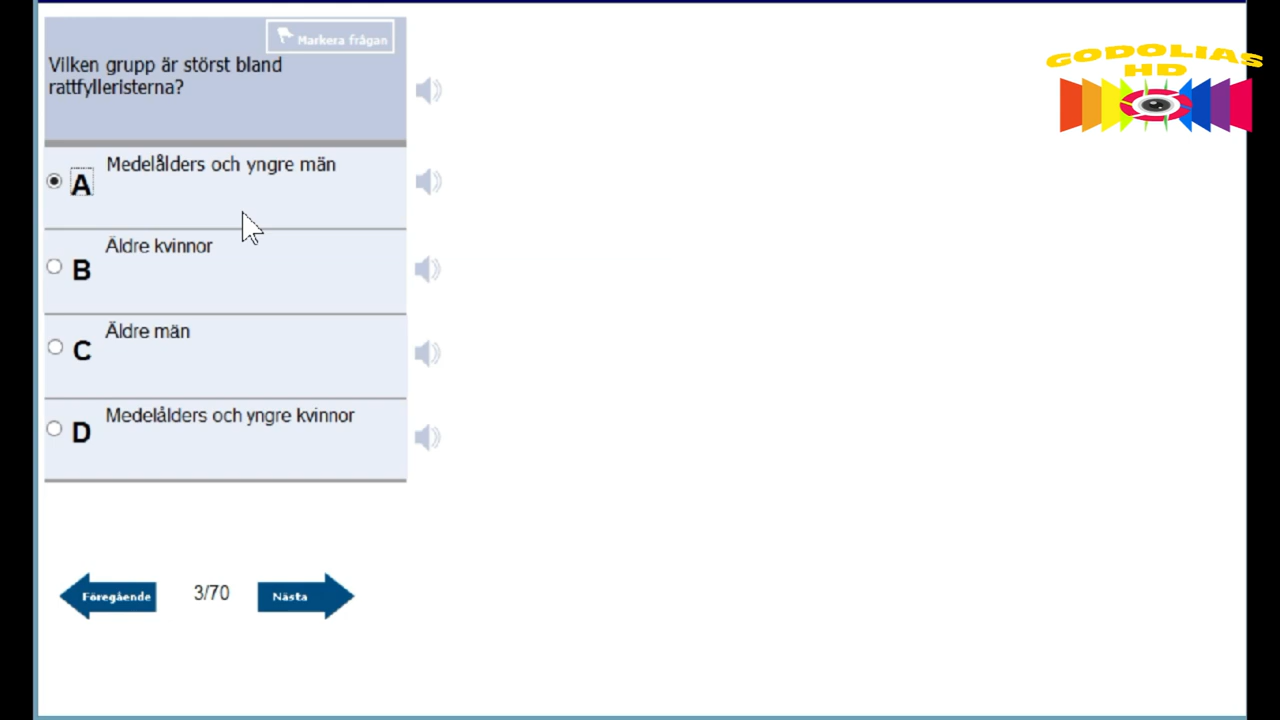 Markera frågan
Vilken grupp är störst bland
rattfylleristerna?
A
Medelålders och yngre män
B
Äldre kvinnor
C
Äldre män
D
Medelålders och yngre kvinnor
Föregående
3/70
Nästa
GODOLIAS
HD